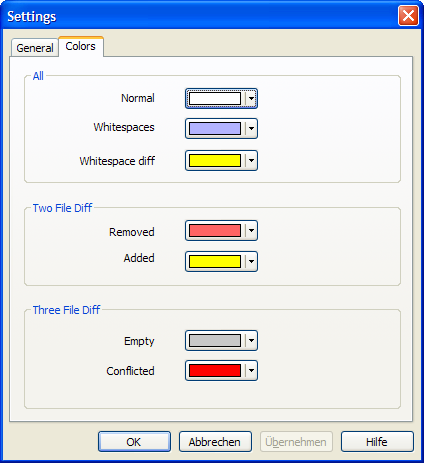 Settings
General Colors
All
Normal
Whitespaces
Whitespace diff
Two File Diff
Removed
Added
Three File Diff
Empty
Conflicted
OK Abbrechen Übernehmen Hilfe